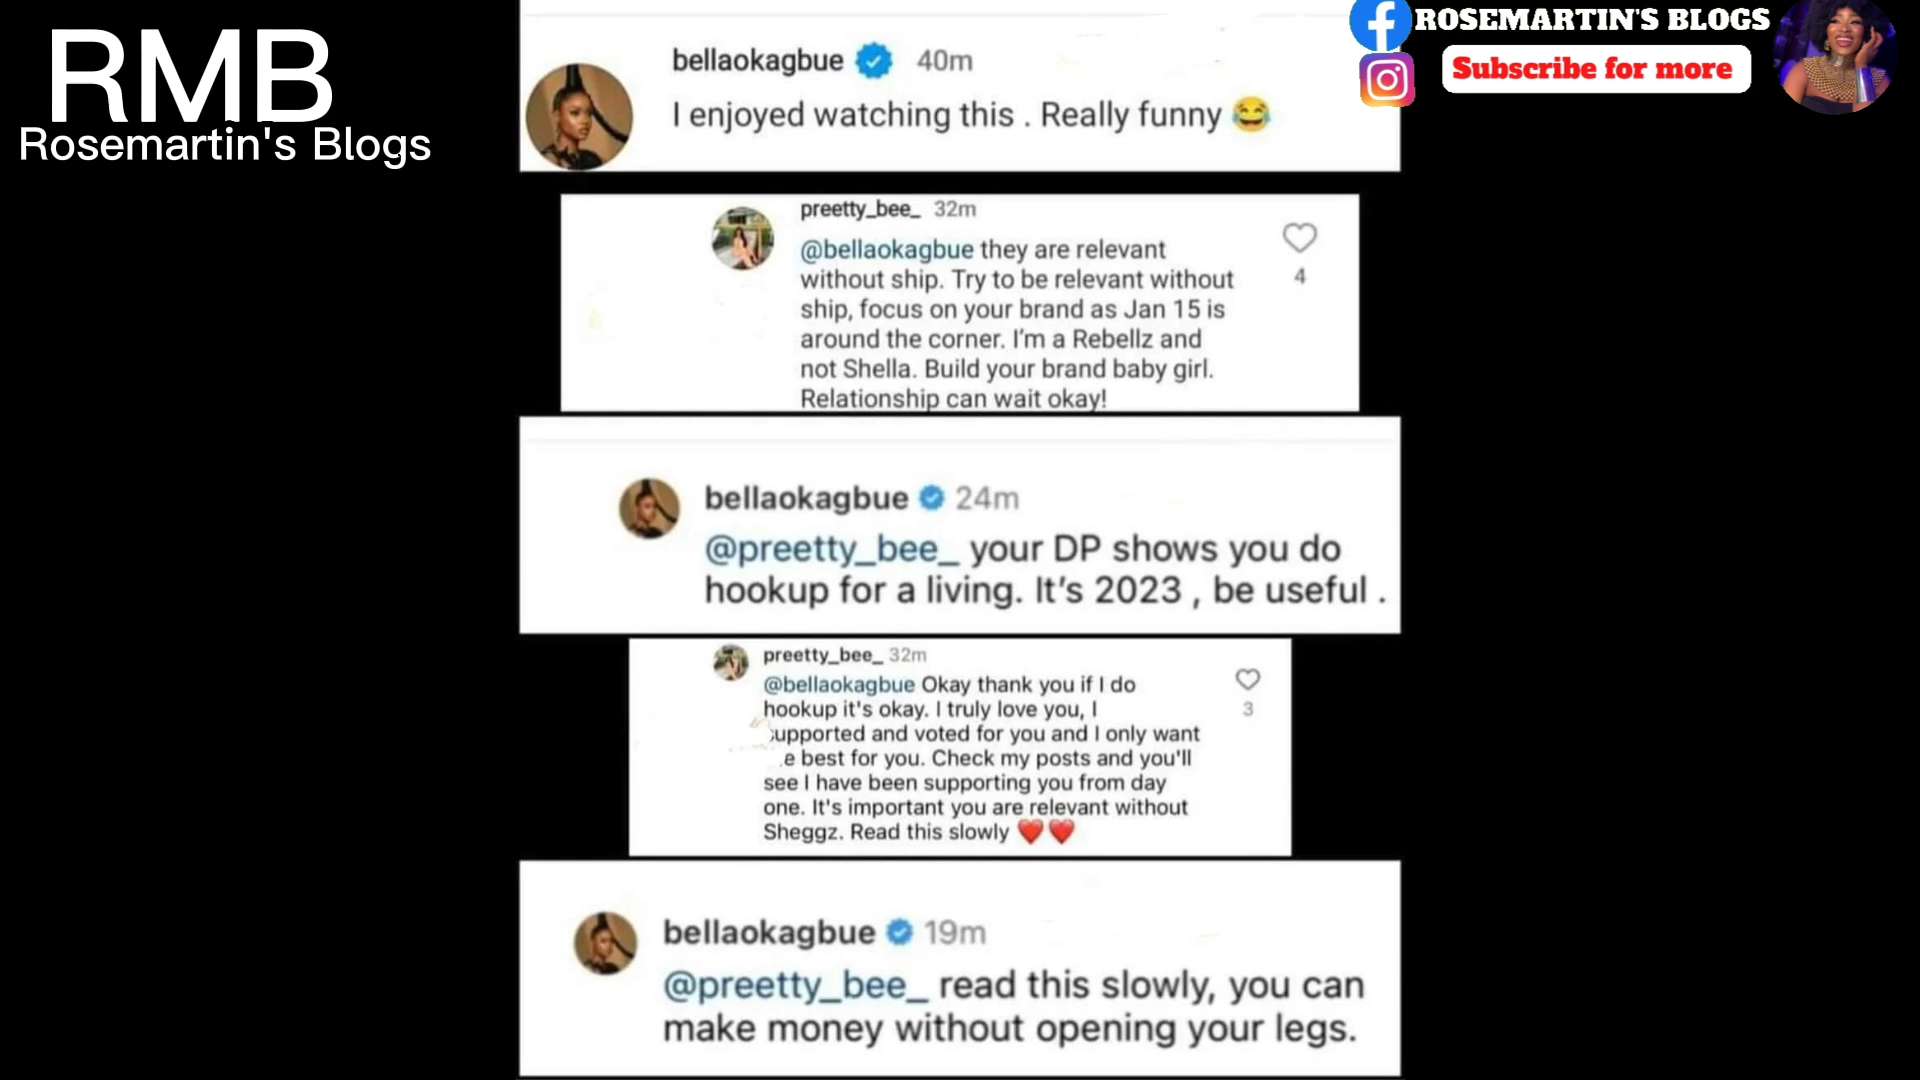 RMB
Rosemartin's Blogs
ROSEMARTIN'S BLOGS
Subscribe for more
bellaokagbue 40m
I enjoyed watching this . Really funny 😂
preetty_bee_ 32m
@bellaokagbue they are relevant
without ship. Try to be relevant without
ship, focus on your brand as Jan 15 is
around the corner. I'm a Rebellz and
not Shella. Build your brand baby girl.
Relationship can wait okay!
4
bellaokagbue 24m
@preetty_bee_ your DP shows you do
hookup for a living. It's 2023 , be useful .
preetty_bee_ 32m
@bellaokagbue Okay thank you if I do
hookup it's okay. I truly love you, I
upported and voted for you and I only want
e best for you. Check my posts and you'll
see I have been supporting you from day
one. It's important you are relevant without
Sheggz. Read this slowly ❤️❤️
3
bellaokagbue 19m
@preetty_bee_ read this slowly, you can
make money without opening your legs.